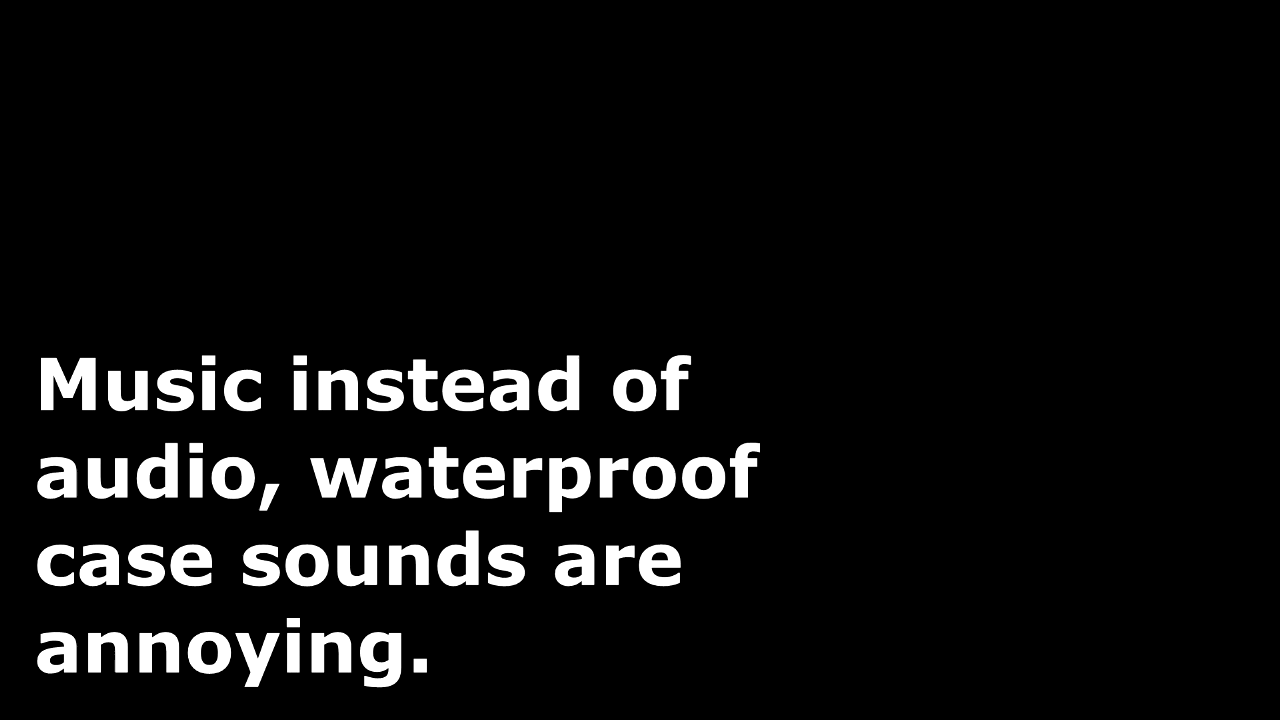 Music instead of
audio, waterproof
case sounds are
annoying.